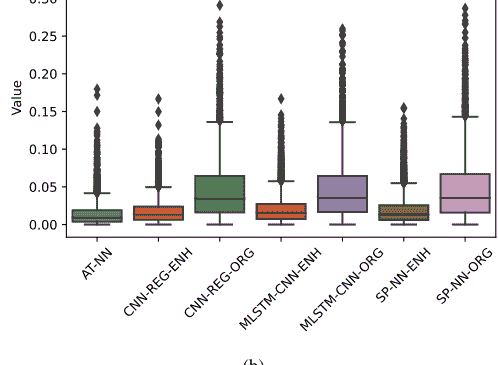 0.30
0.25
0.20
0.15
0.10
0.05
0.00
Value
AT-NN
CNN-REG-ENH
CNN-REG-ORG
MLSTM-CNN-ENH
MLSTM-CNN-ORG
SP-NN-ENH
SP-NN-ORG
(b)